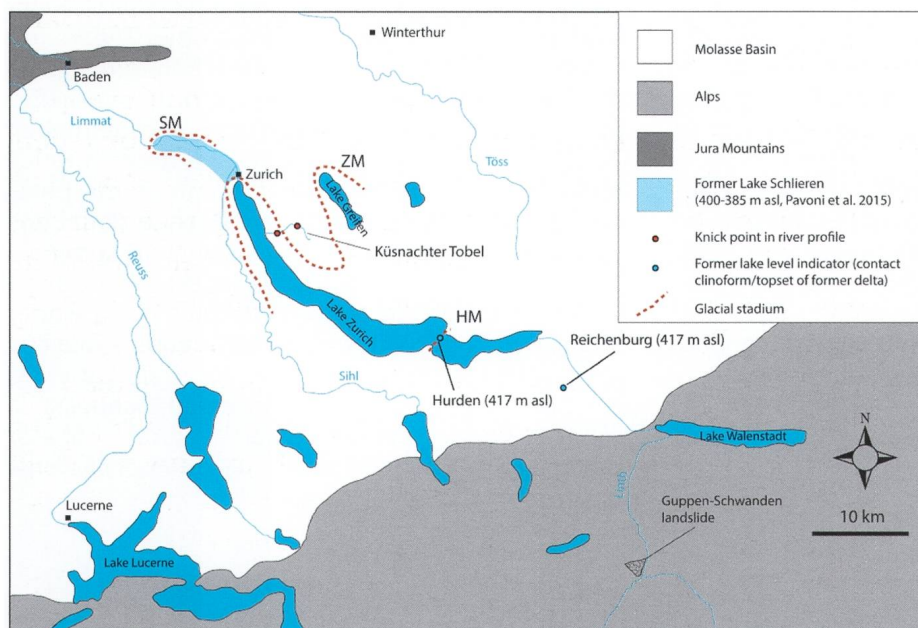 Winterthur
Baden
Limmat
SM
ZM
Töss
Zurich
Lake Greifen
Küsnachter Tobel
Reuss
Lake Zurich
HM
Reichenburg (417 m asl)
Sihl
Hurden (417 m asl)
Lake Walenstadt
Linth
Lucerne
Guppen-Schwanden
landslide
Lake Lucerne
N
10 km
Molasse Basin
Alps
Jura Mountains
Former Lake Schlieren
(400-385 m asl, Pavoni et al. 2015)
Knick point in river profile
Former lake level indicator (contact
clinoform/topset of former delta)
Glacial stadium